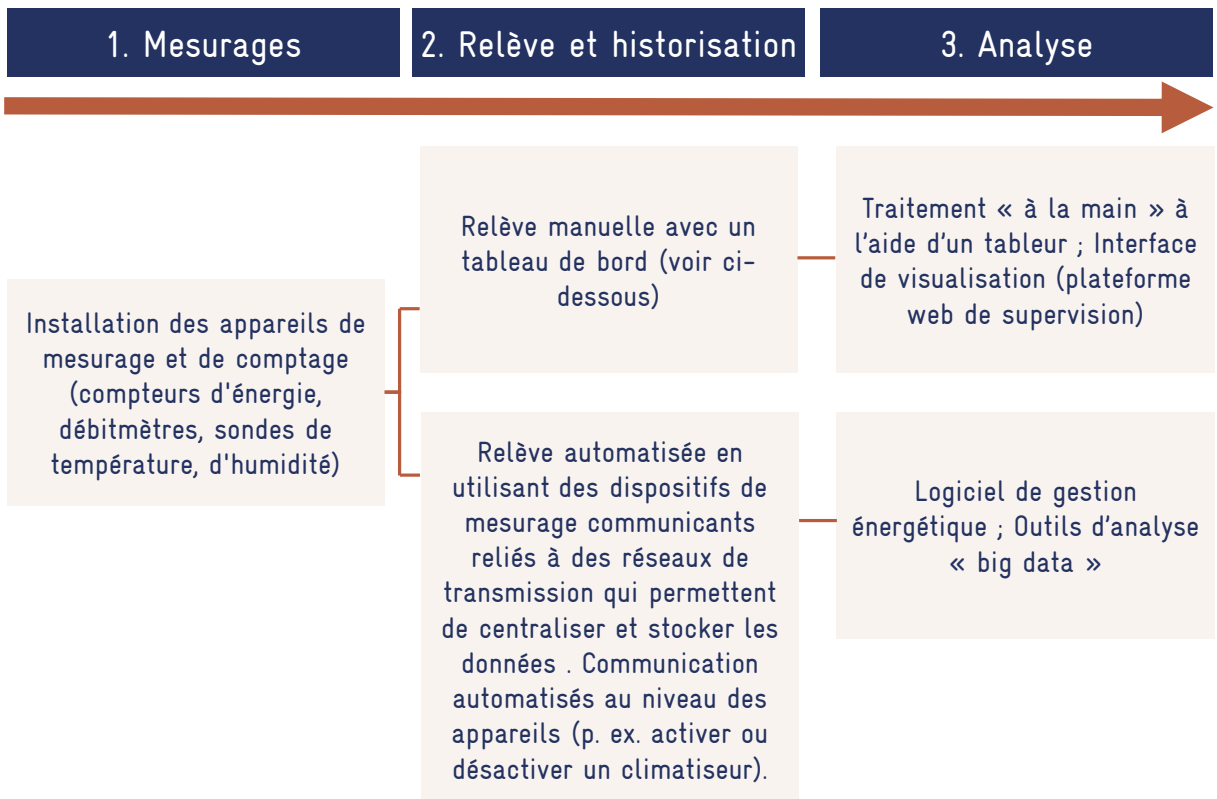 1. Mesurages
2. Relève et historisation
3. Analyse
Installation des appareils de
mesurage et de comptage
(compteurs d'énergie,
débitmètres, sondes de
température, d'humidité)
Relève manuelle avec un
tableau de bord (voir ci-
dessous)
Traitement « à la main » à
l'aide d'un tableur ; Interface
de visualisation (plateforme
web de supervision)
Relève automatisée en
utilisant des dispositifs de
mesurage communicants
reliés à des réseaux de
transmission qui permettent
de centraliser et stocker les
données . Communication
automatisés au niveau des
appareils (p. ex. activer ou
désactiver un climatiseur).
Logiciel de gestion
énergétique ; Outils d'analyse
« big data »